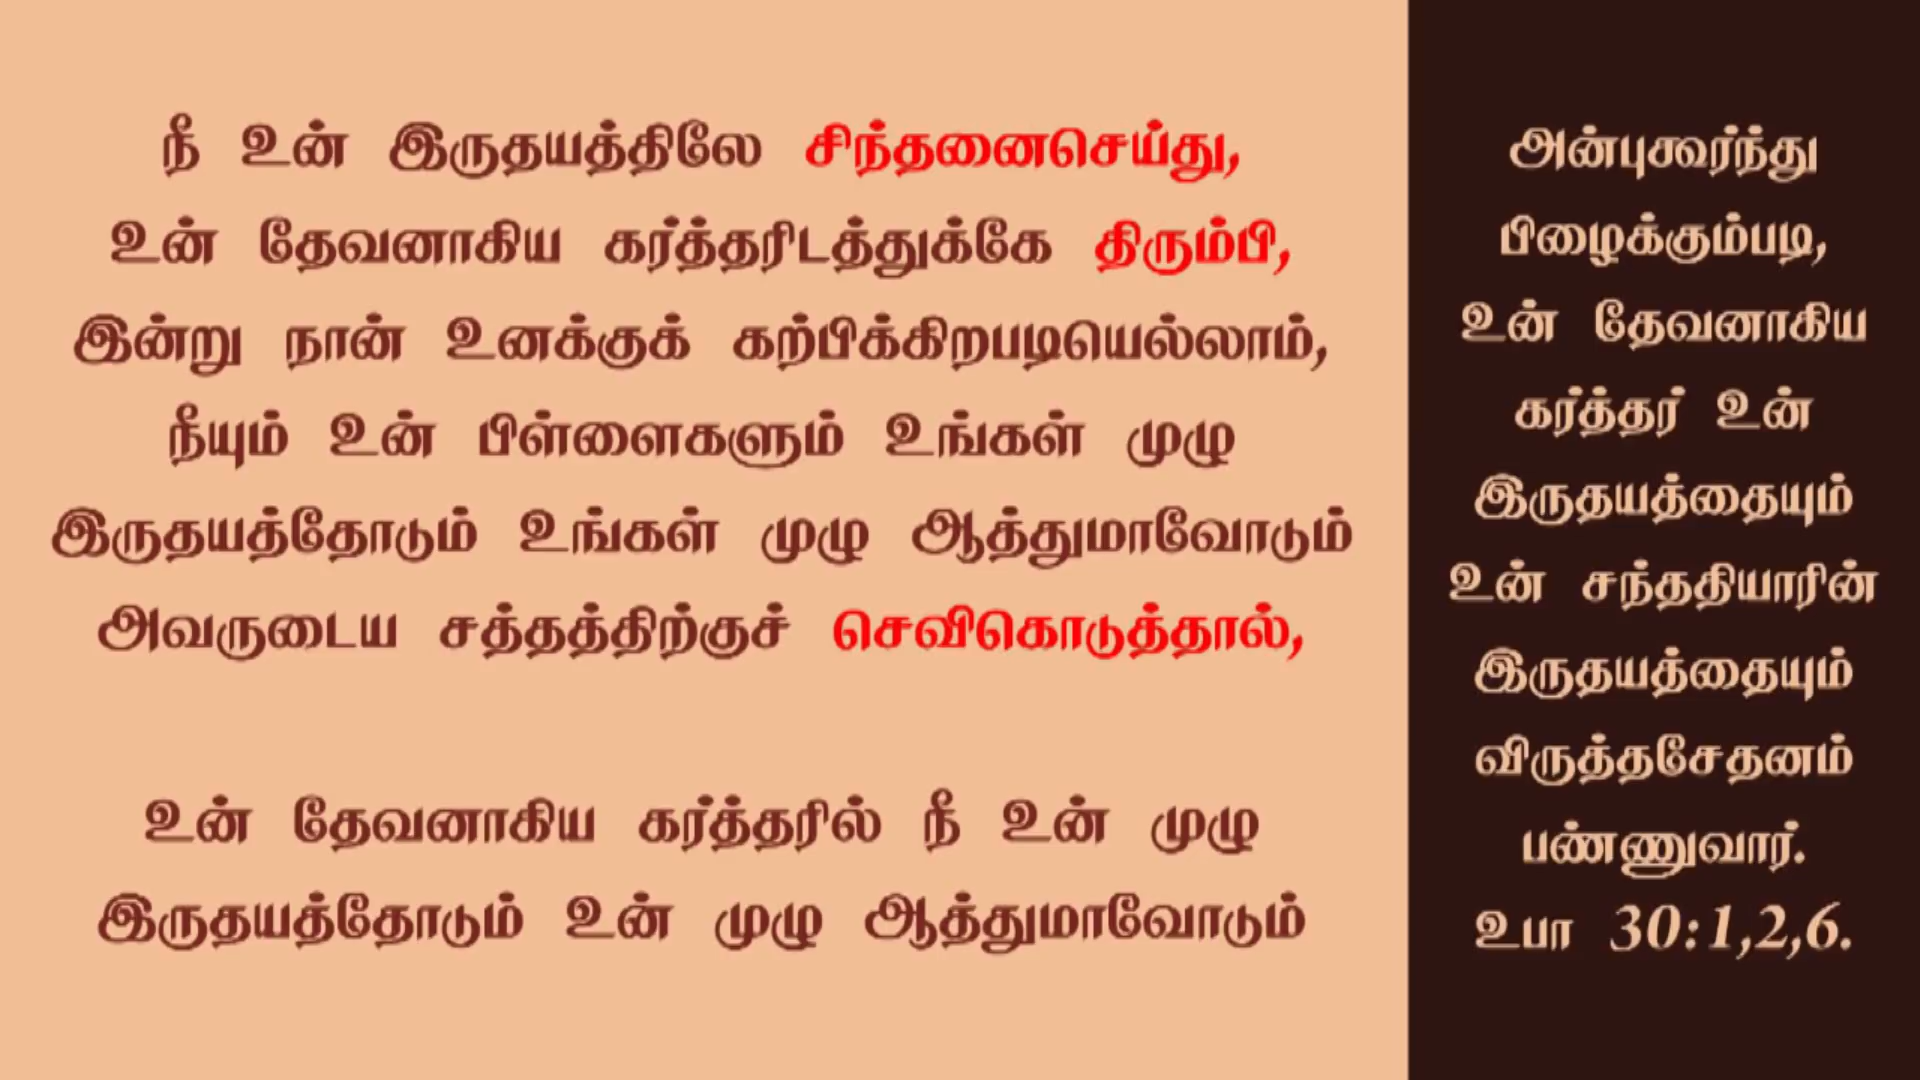 நீ உன் இருதயத்திலே சிந்தனைசெய்து,
உன் தேவனாகிய கர்த்தரிடத்துக்கே திரும்பி,
இன்று நான் உனக்குக் கற்பிக்கிறபடியெல்லாம்,
நீயும் உன் பிள்ளைகளும் உங்கள் முழு
இருதயத்தோடும் உங்கள் முழு ஆத்துமாவோடும்
அவருடைய சத்தத்திற்குச் செவிகொடுத்தால்,
உன் தேவனாகிய கர்த்தரில் நீ உன் முழு
இருதயத்தோடும் உன் முழு ஆத்துமாவோடும்
அன்புகூர்ந்து
பிழைக்கும்படி,
உன் தேவனாகிய
கர்த்தர் உன்
இருதயத்தையும்
உன் சந்ததியாரின்
இருதயத்தையும்
விருத்தசேதனம்
பண்ணுவார்.
உபா 30:1,2,6.